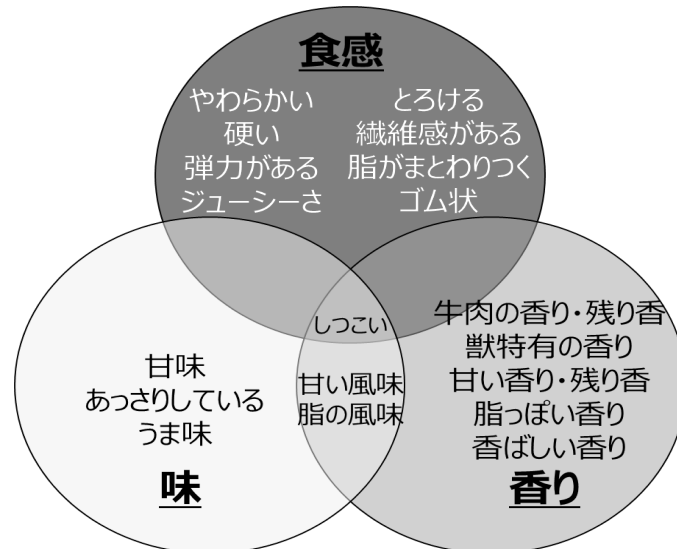 食感
やわらかい
硬い
弾力がある
ジューシーさ
とろける
繊維感がある
脂がまとわりつく
ゴム状
しつこい
甘い風味
脂の風味
甘味
あっさりしている
うま味
味
牛肉の香り・残り香
獣特有の香り
甘い香り・残り香
脂っぽい香り
香ばしい香り
香り